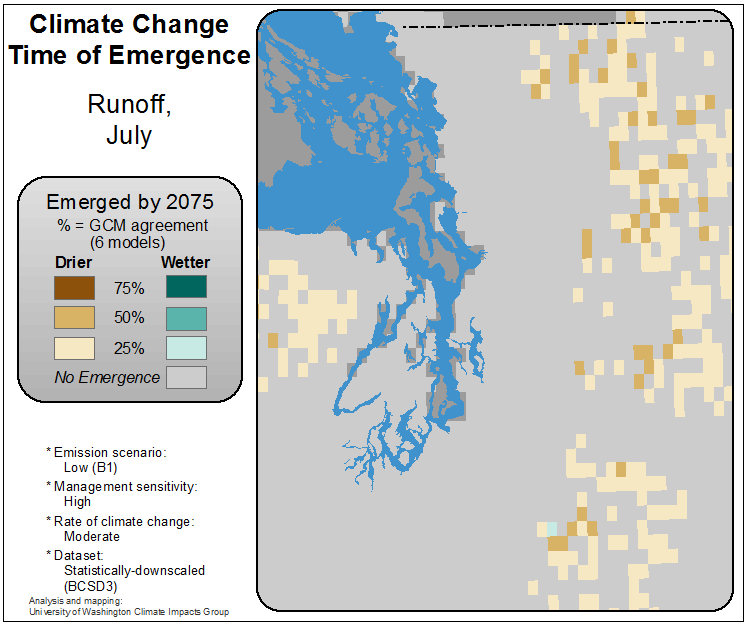 Climate Change
Time of Emergence
Runoff,
July
Emerged by 2075
% = GCM agreement
(6 models)
Drier Wetter
75%
50%
25%
No Emergence
* Emission scenario:
Low (B1)
* Management sensitivity:
High
* Rate of climate change:
Moderate
* Dataset:
Statistically-downscaled
(BCSD3)
Analysis and mapping:
University of Washington Climate Impacts Group